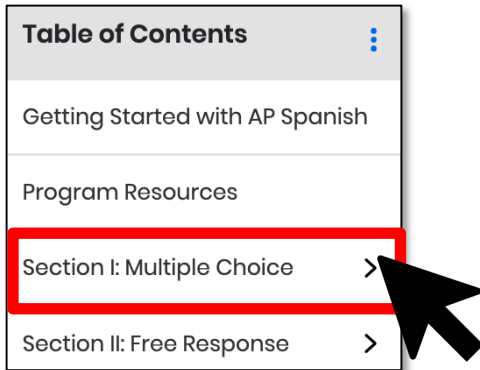 Table of Contents
Getting Started with AP Spanish
Program Resources
Section I: Multiple Choice
Section II: Free Response